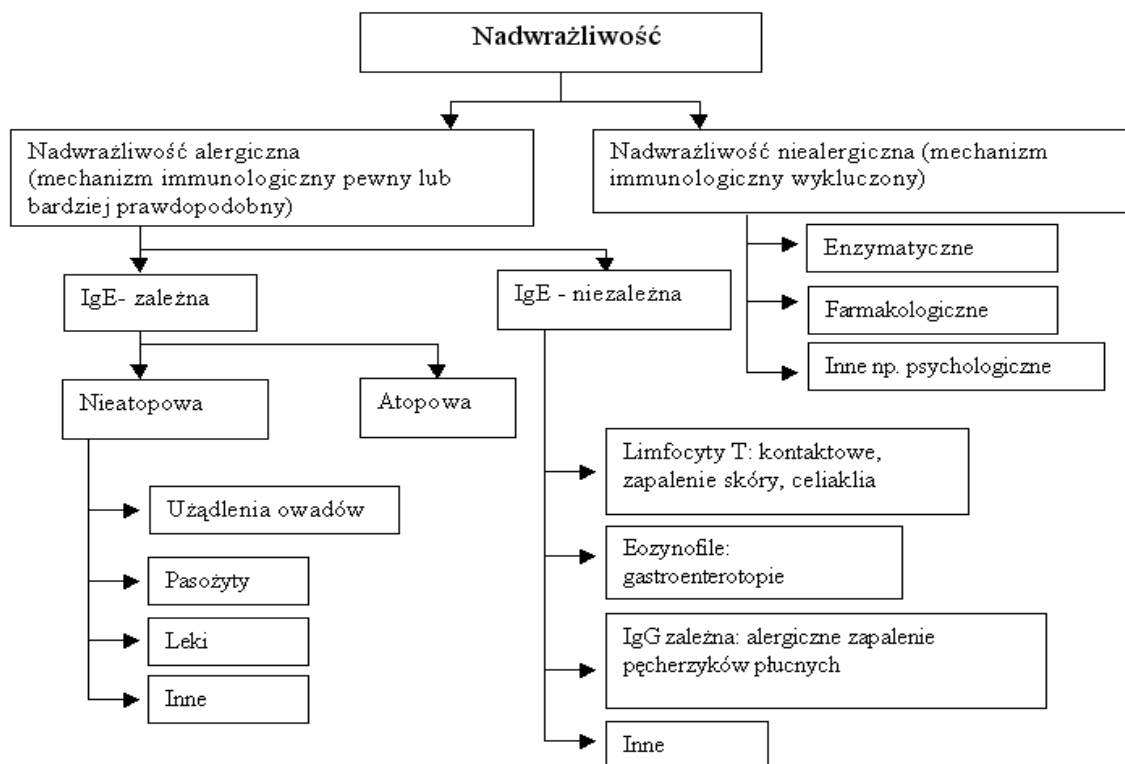 Nadwrażliwość
Nadwrażliwość alergiczna
(mechanizm immunologiczny pewny lub
bardziej prawdopodobny)
Nadwrażliwość niealergiczna (mechanizm
immunologiczny wykluczony)
Enzymatyczne
Farmakologiczne
Inne np. psychologiczne
IgE- zależna
IgE - niezależna
Nieatopowa
Atopowa
Użądlenia owadów
Pasożyty
Leki
Inne
Limfocyty T: kontaktowe,
zapalenie skóry, celiaklia
Eozynofile:
gastroenterotopie
IgG zależna: alergiczne zapalenie
pęcherzyków płucnych
Inne